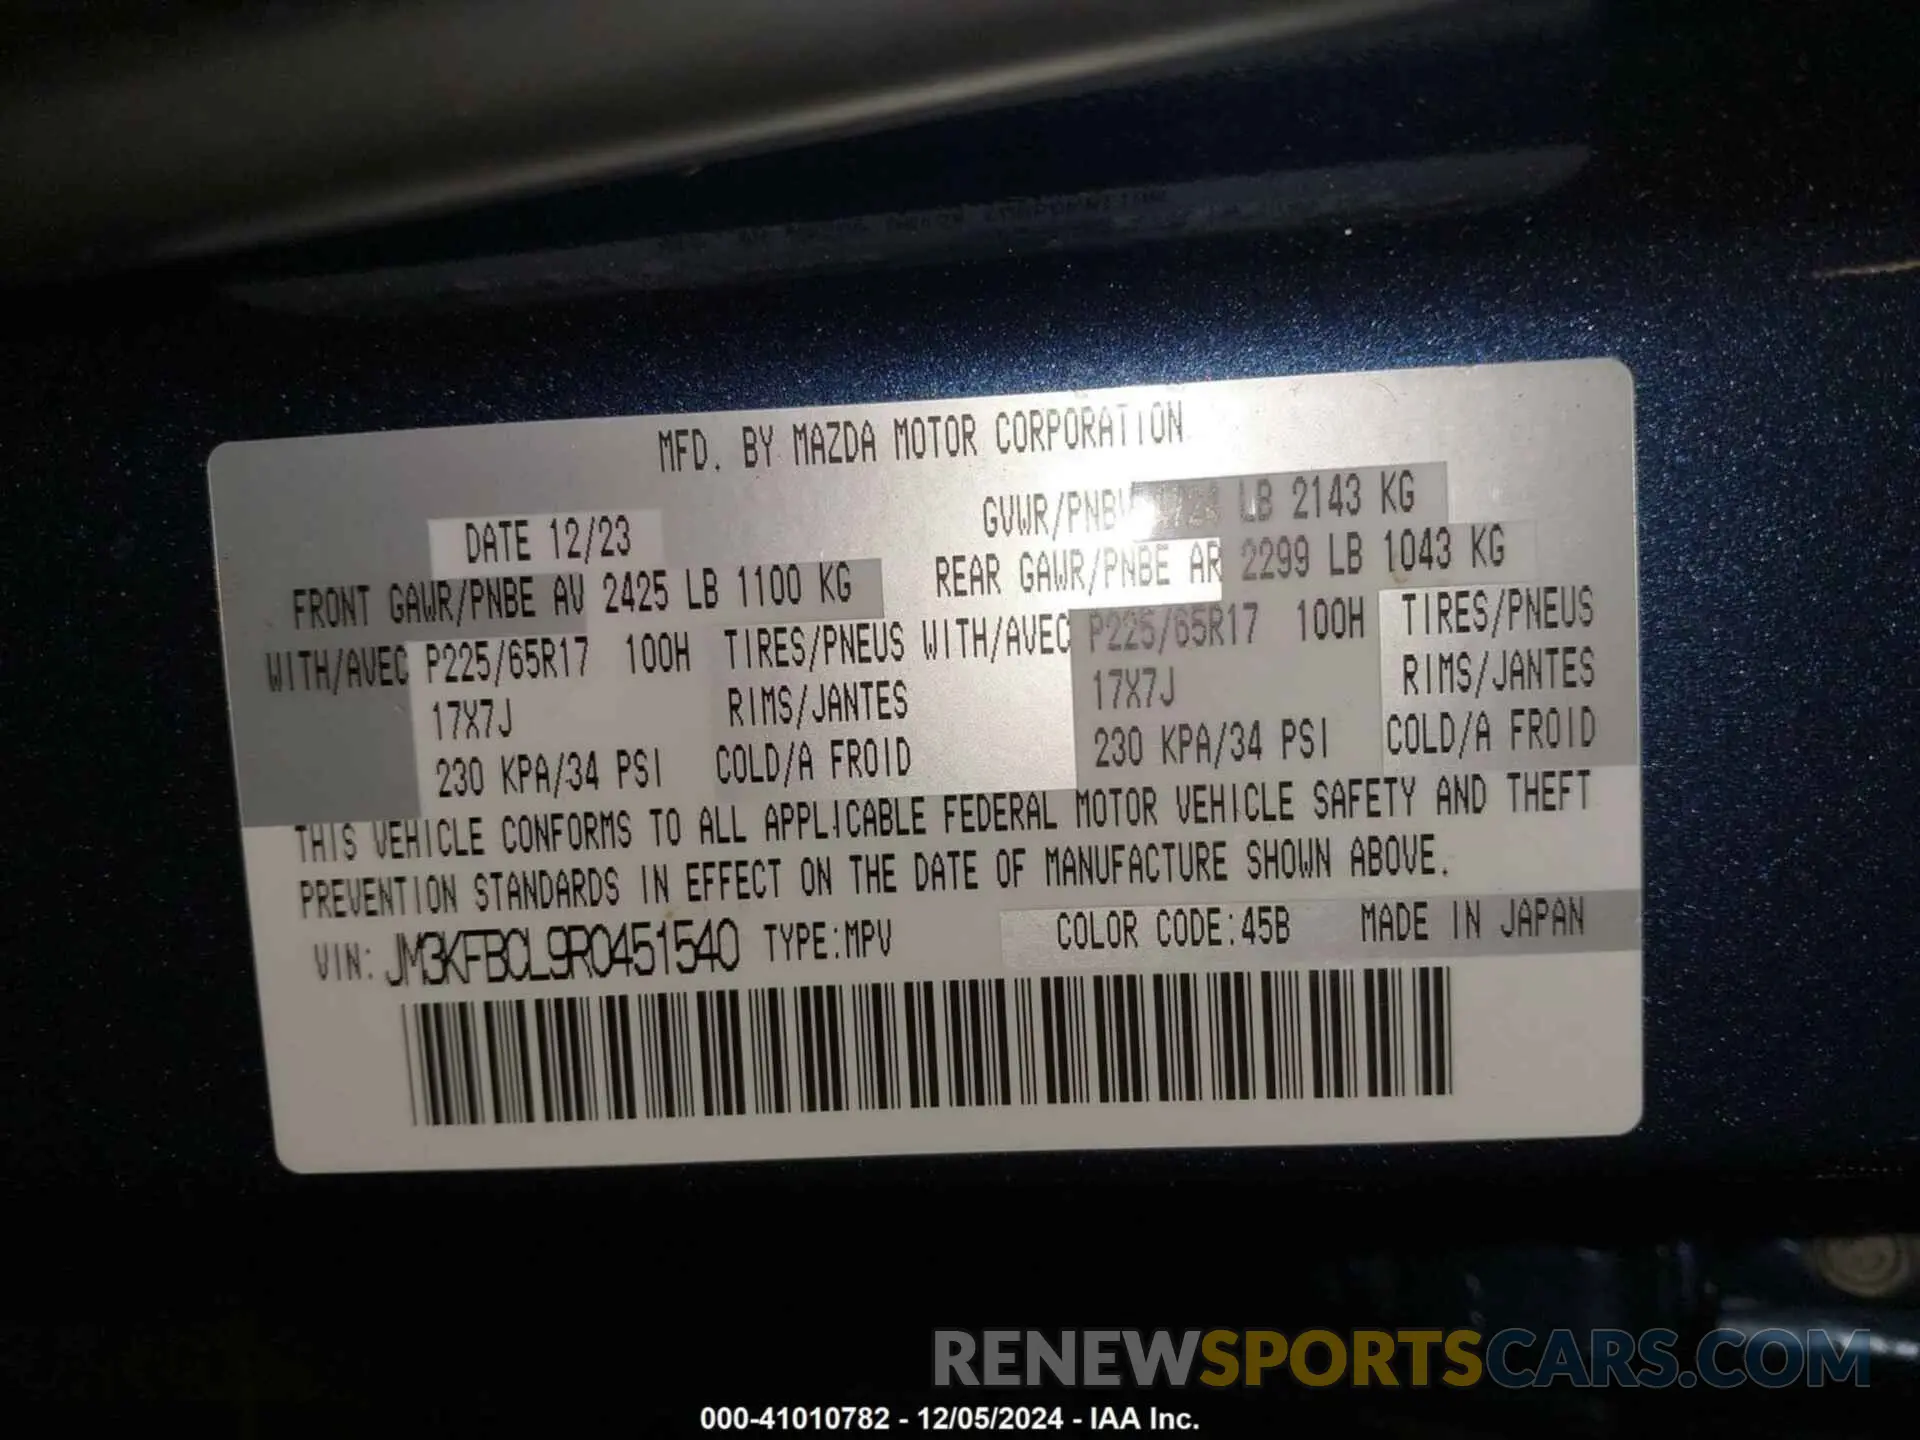 MFD. BY MAZDA MOTOR CORPORATION
DATE 12/23 GVWR/PNBV LB 2143 KG
FRONT GAWR/PNBE AV 2425 LB 1100 KG REAR GAWR/PNBE AR 2299 LB 1043 KG
WITH/AVEC P225/65R17 100H TIRES/PNEUS WITH/AVEC P225/65R17 100H TIRES/PNEUS
17X7J RIMS/JANTES 17X7J RIMS/JANTES
230 KPA/34 PSI COLD/A FROID 230 KPA/34 PSI COLD/A FROID
THIS VEHICLE CONFORMS TO ALL APPLICABLE FEDERAL MOTOR VEHICLE SAFETY AND THEFT
PREVENTION STANDARDS IN EFFECT ON THE DATE OF MANUFACTURE SHOWN ABOVE.
VIN: JM3KFBCL9R0451540 TYPE:MPV COLOR CODE:45B MADE IN JAPAN
RENEWSPORTSCARS.COM
000-41010782 - 12/05/2024 - IAA Inc.